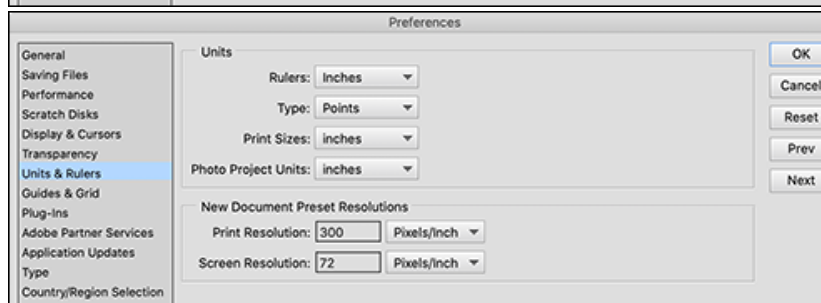 Preferences
General
Saving Files
Performance
Scratch Disks
Display & Cursors
Transparency
Units & Rulers
Guides & Grid
Plug-Ins
Adobe Partner Services
Application Updates
Type
Country/Region Selection
Units
Rulers: Inches
Type: Points
Print Sizes: inches
Photo Project Units: inches
New Document Preset Resolutions
Print Resolution: 300 Pixels/Inch
Screen Resolution: 72 Pixels/Inch
OK
Cancel
Reset
Prev
Next